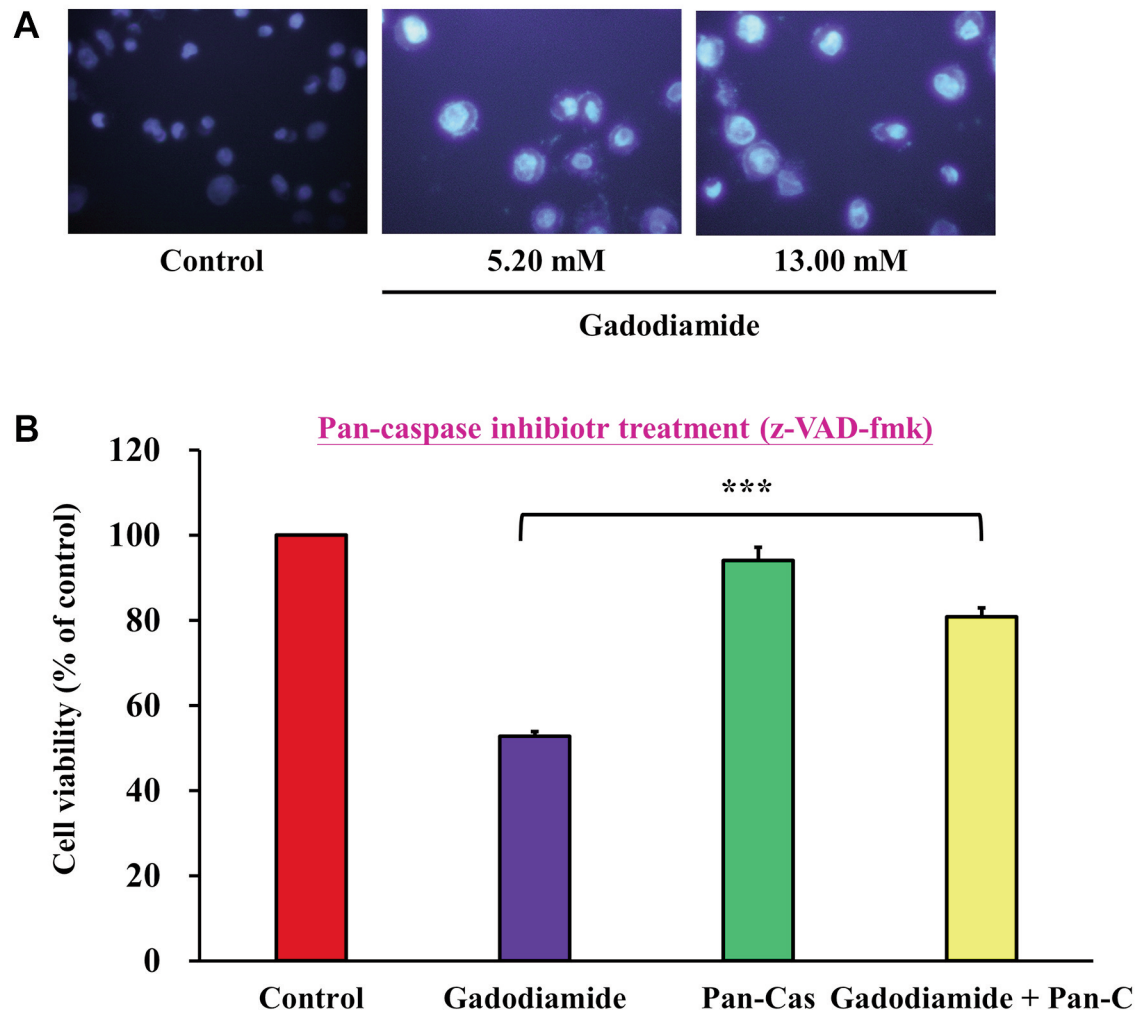 A
Control
5.20 mM
13.00 mM
Gadodiamide
B
Pan-caspase inhibiotr treatment (z-VAD-fmk)
***
Cell viability (% of control)
120
100
80
60
40
20
0
Control
Gadodiamide
Pan-Cas
Gadodiamide + Pan-C